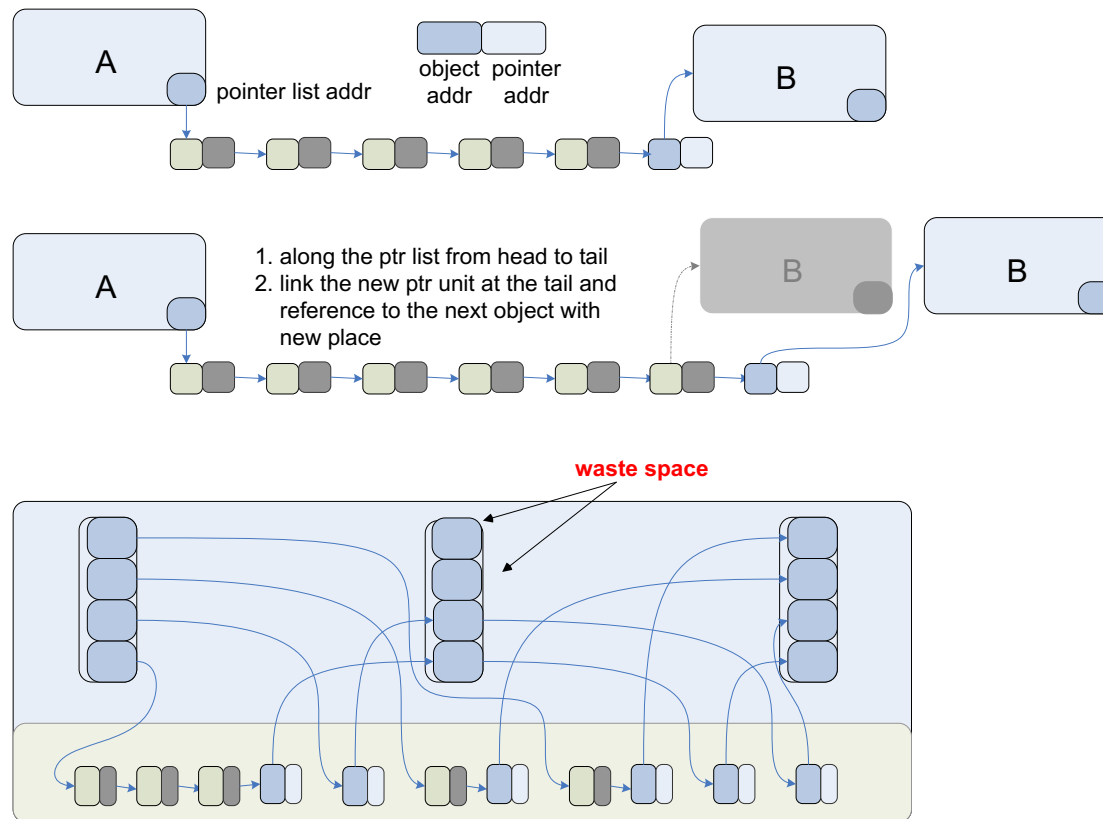 A
pointer list addr
object pointer
addr addr
B
A
1. along the ptr list from head to tail
2. link the new ptr unit at the tail and
reference to the next object with
new place
B
B
waste space